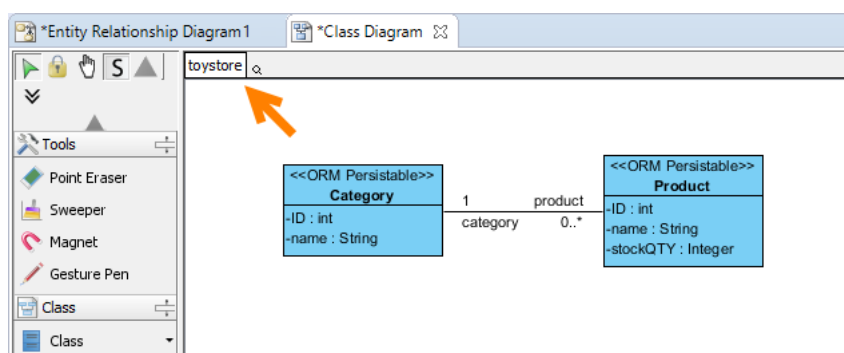 *Entity Relationship Diagram1
*Class Diagram
S
toystore
Tools
Point Eraser
Sweeper
Magnet
Gesture Pen
Class
Class
<<ORM Persistable>>
Category
-ID : int
-name : String
1
product
category
0..*
<<ORM Persistable>>
Product
-ID : int
-name : String
-stockQTY : Integer